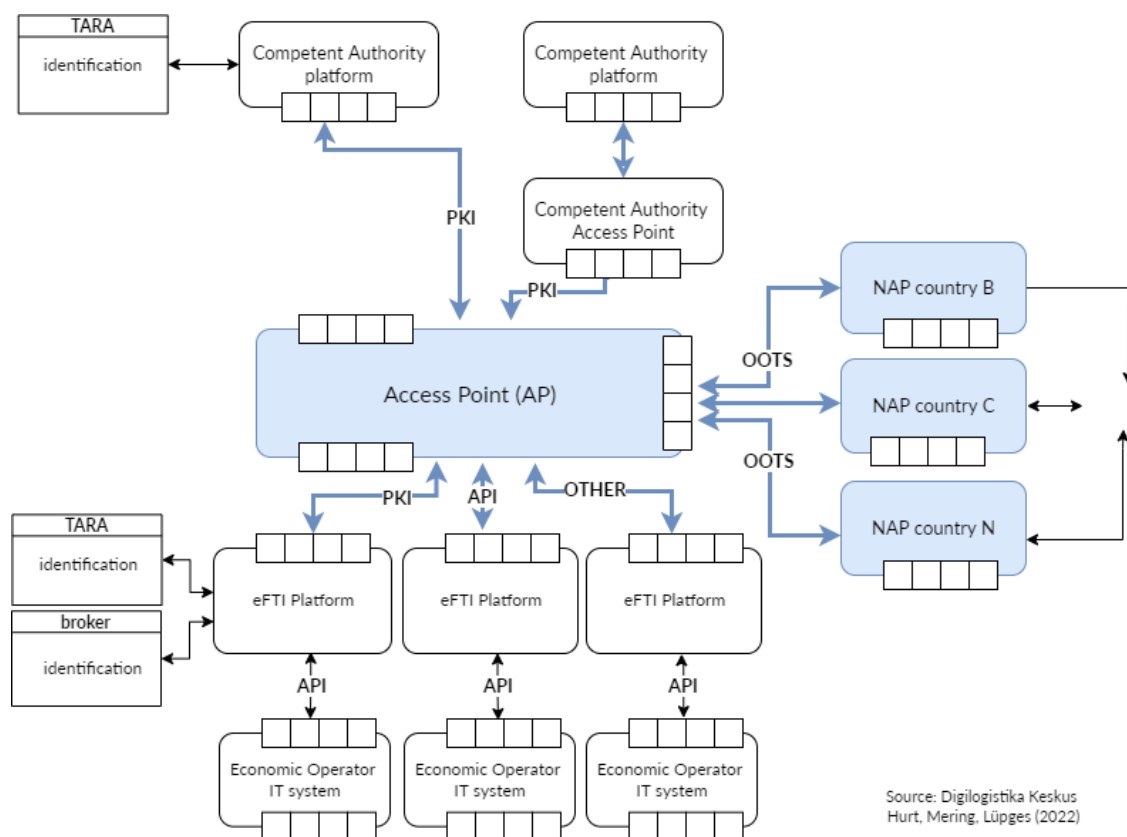 TARA
identification
Competent Authority
platform
Competent Authority
platform
PKI
Competent Authority
Access Point
PKI
NAP country B
OOTS
Access Point (AP)
NAP country C
OOTS
PKI
API
OTHER
NAP country N
TARA
identification
eFTI Platform
eFTI Platform
eFTI Platform
broker
identification
API
API
API
Economic Operator
IT system
Economic Operator
IT system
Economic Operator
IT system
Source: Digilogistika Keskus
Hurt, Mering, Lüpges (2022)